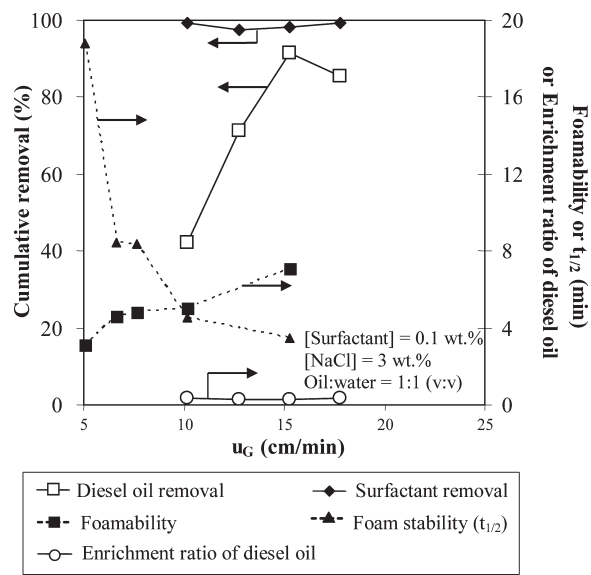 100
80
60
40
20
0
Cumulative removal (%)
20
16
12
8
4
0
Foamability or t1/2 (min)
or Enrichment ratio of diesel oil
[Surfactant] = 0.1 wt.%
[NaCl] = 3 wt.%
Oil:water = 1:1 (v:v)
5 10 15 20 25
uG (cm/min)
Diesel oil removal Surfactant removal
Foamability Foam stability (t1/2)
Enrichment ratio of diesel oil